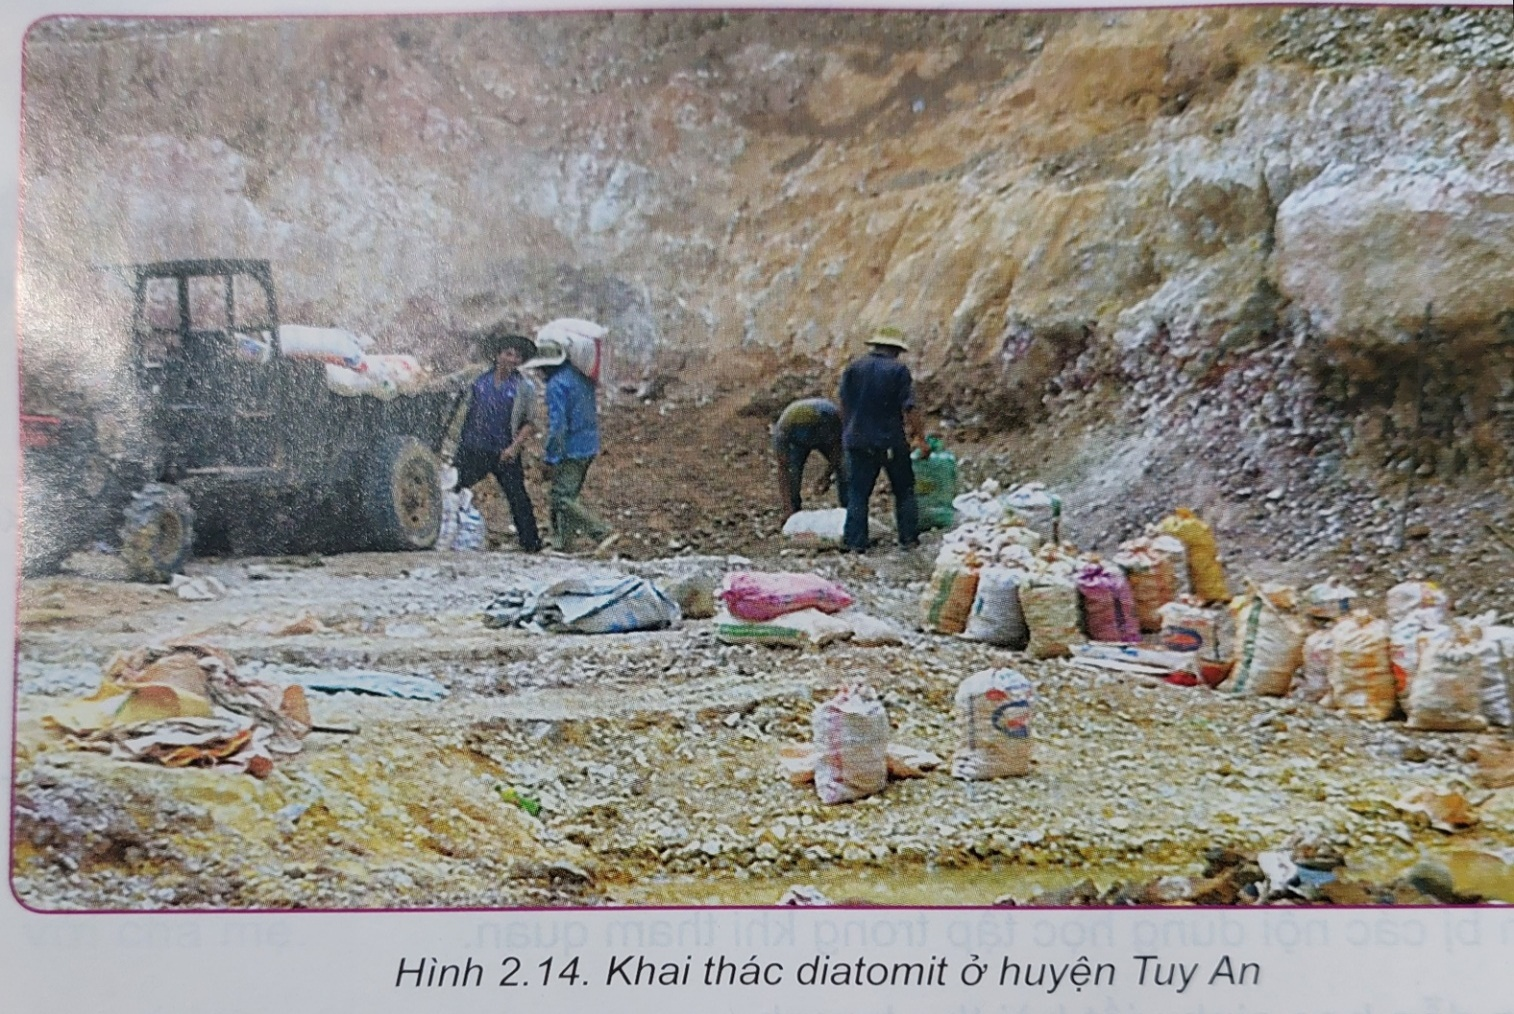 Hình 2.14. Khai thác diatomit ở huyện Tuy An